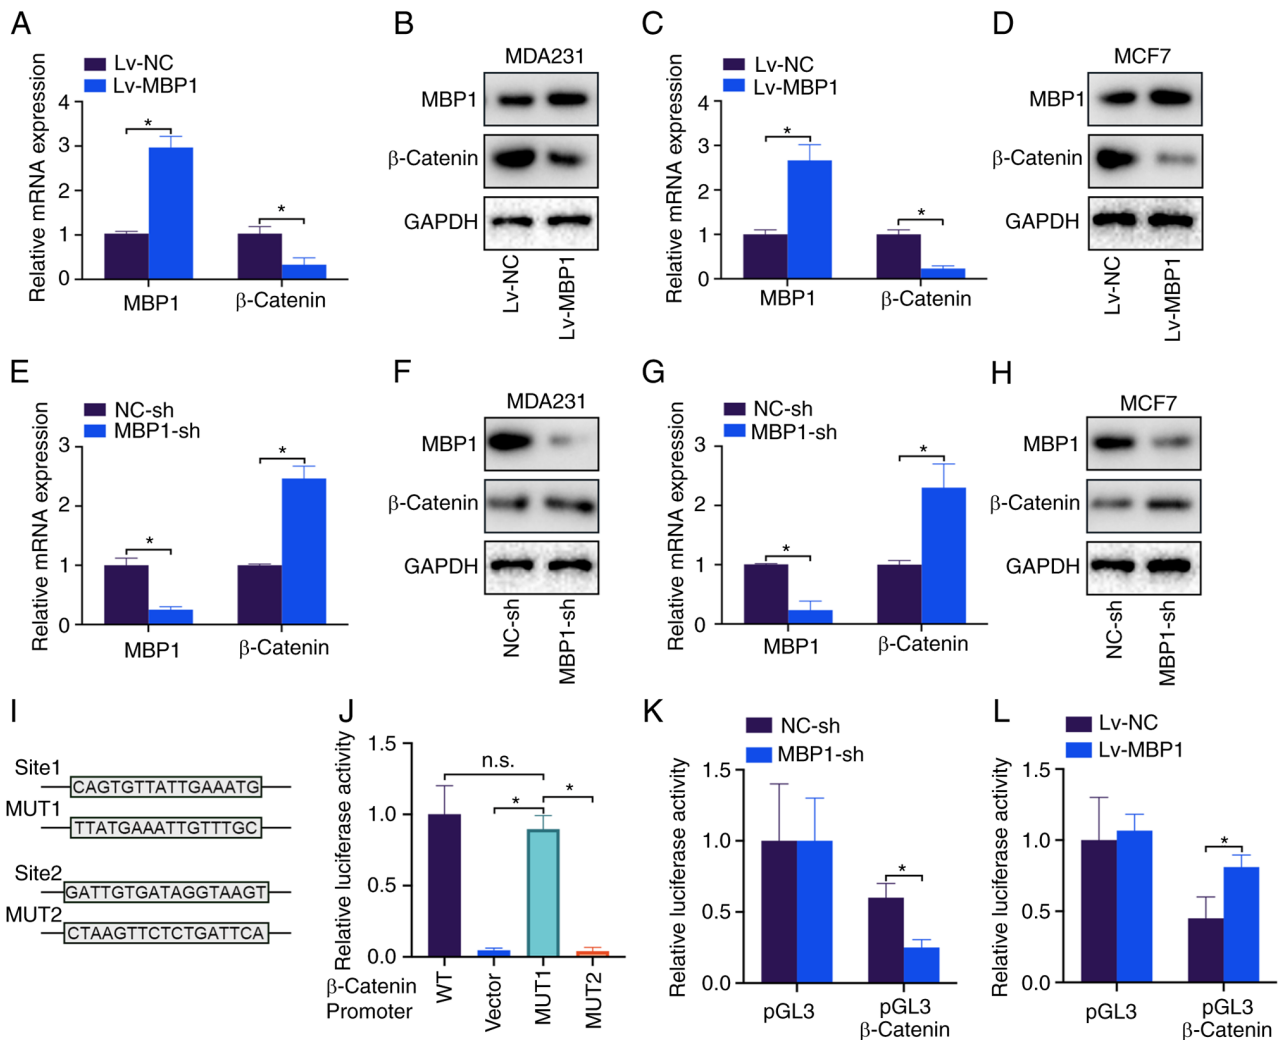 A
Lv-NC
Lv-MBP1
Relative mRNA expression
4
3
2
1
0
*
*
MBP1
β-Catenin
B
MDA231
MBP1
β-Catenin
GAPDH
Lv-NC
Lv-MBP1
C
Lv-NC
Lv-MBP1
Relative mRNA expression
4
3
2
1
0
*
*
MBP1
β-Catenin
D
MCF7
MBP1
β-Catenin
GAPDH
Lv-NC
Lv-MBP1
E
NC-sh
MBP1-sh
Relative mRNA expression
3
2
1
0
*
*
MBP1
β-Catenin
F
MDA231
MBP1
β-Catenin
GAPDH
NC-sh
MBP1-sh
G
NC-sh
MBP1-sh
Relative mRNA expression
3
2
1
0
*
*
MBP1
β-Catenin
H
MCF7
MBP1
β-Catenin
GAPDH
NC-sh
MBP1-sh
I
Site1
CAGTGTTATTGAAATG
MUT1
TTATGAAATTGTTTGC
Site2
GATTGTGATAGGTAAGT
MUT2
CTAAGTTCTCTGATTCA
J
Relative luciferase activity
1.5
1.0
0.5
0.0
n.s.
*
*
β-Catenin
Promoter
WT
Vector
MUT1
MUT2
K
NC-sh
MBP1-sh
Relative luciferase activity
1.5
1.0
0.5
0.0
*
pGL3
pGL3
β-Catenin
L
Lv-NC
Lv-MBP1
Relative luciferase activity
1.5
1.0
0.5
0.0
*
pGL3
pGL3
β-Catenin